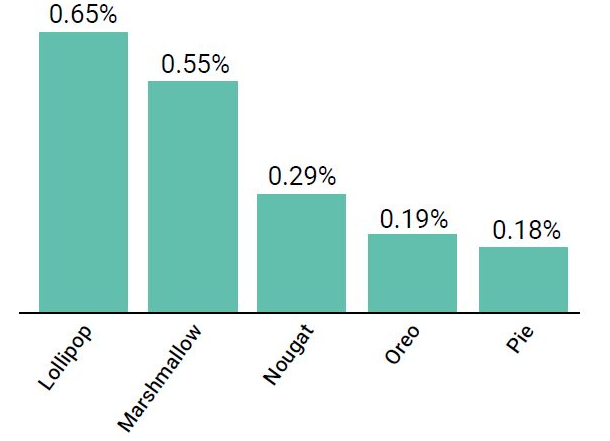 0.65%
0.55%
0.29%
0.19%
0.18%
Lollipop
Marshmallow
Nougat
Oreo
Pie